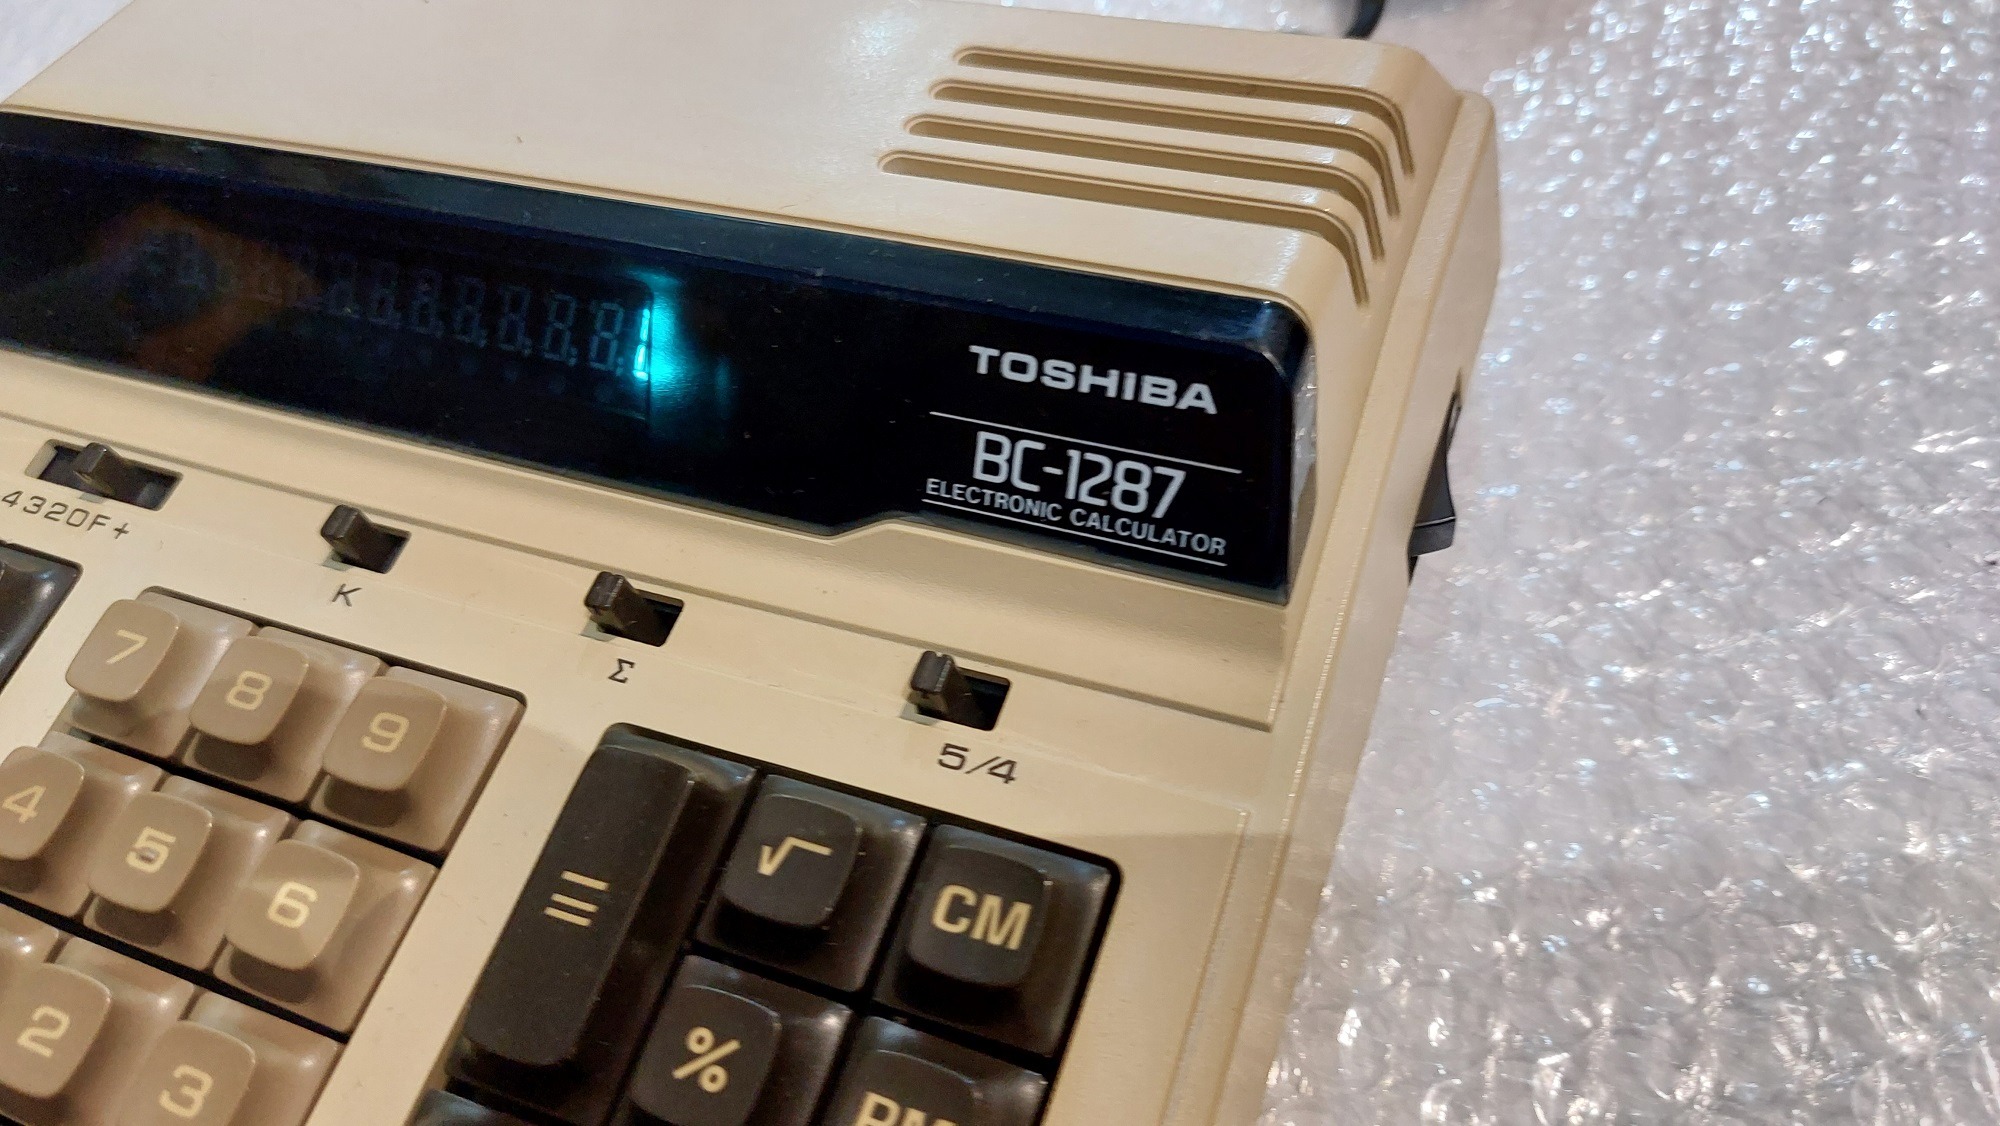 TOSHIBA
BC-1287
ELECTRONIC CALCULATOR
4320F+
K
Σ
5/4
7 8 9
4 5 6
2 3
= √ CM
%